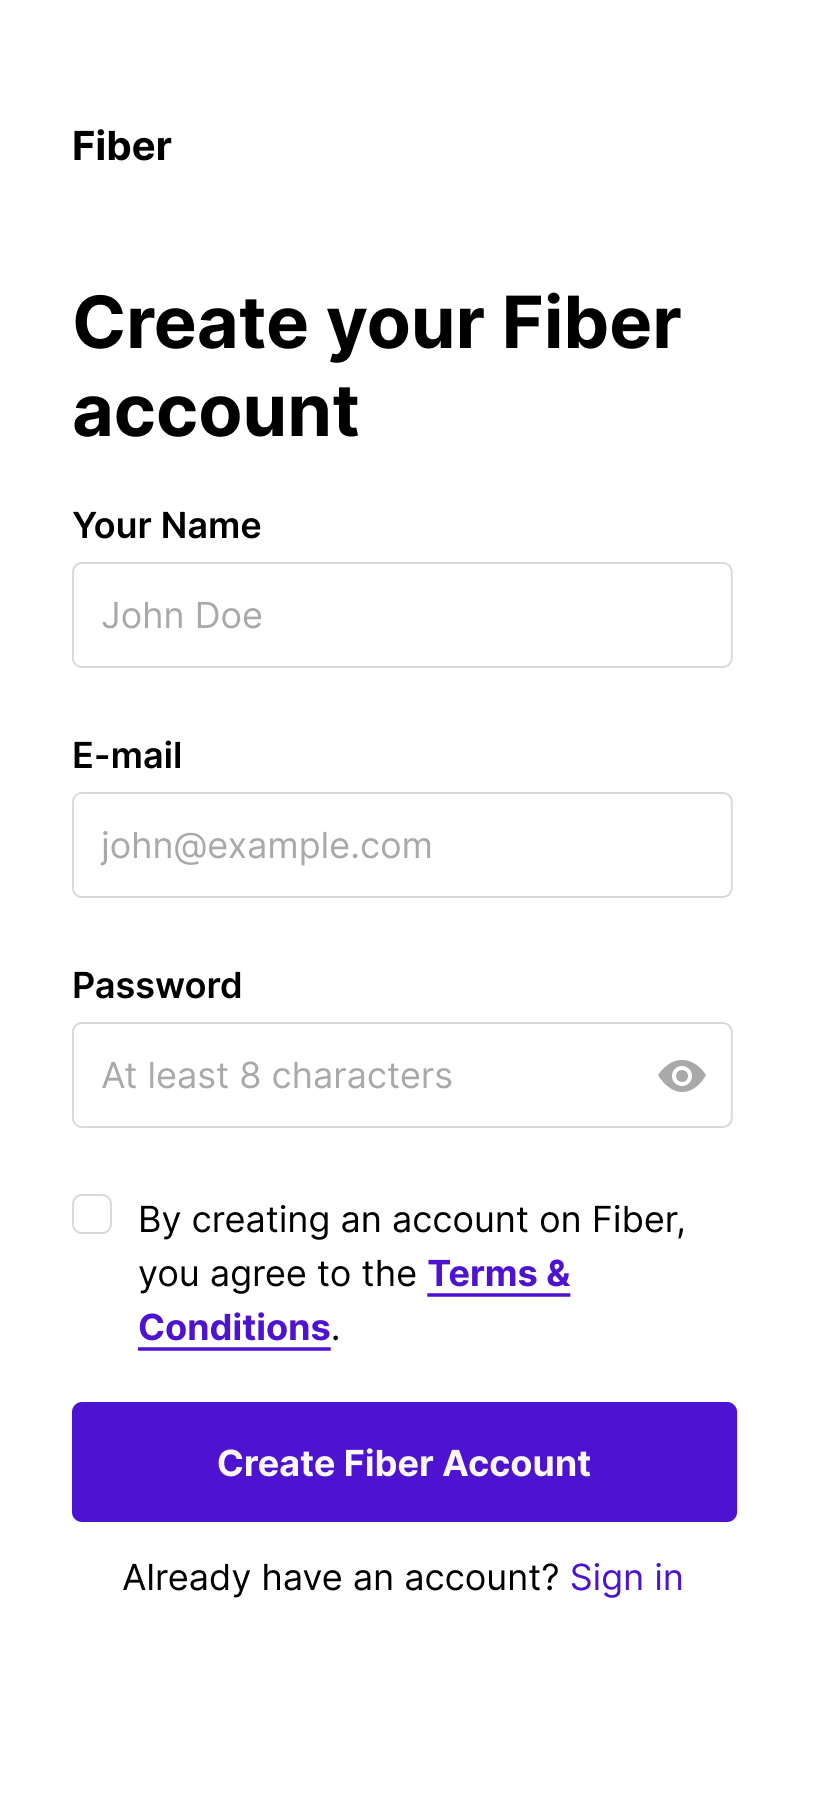 Fiber
Create your Fiber
account
Your Name
John Doe
E-mail
john@example.com
Password
At least 8 characters
By creating an account on Fiber,
you agree to the Terms &
Conditions.
Create Fiber Account
Already have an account? Sign in